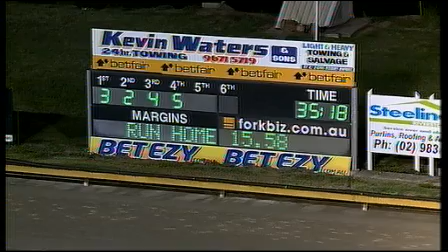 Kevin Waters & SONS
24hr. TOWING 9671 5719
LIGHT & HEAVY
TOWING &
SALVAGE
betfair betfair betfair betfair
1ST 2ND 3RD 4TH 5TH 6TH TIME
3 2 4 5 35:18
MARGINS forkbiz.com.au
RUN HOME 15.58
BETEZY BETEZY .COM.AU
Steeline
Purlins, Roofing &
Ph: (02) 983